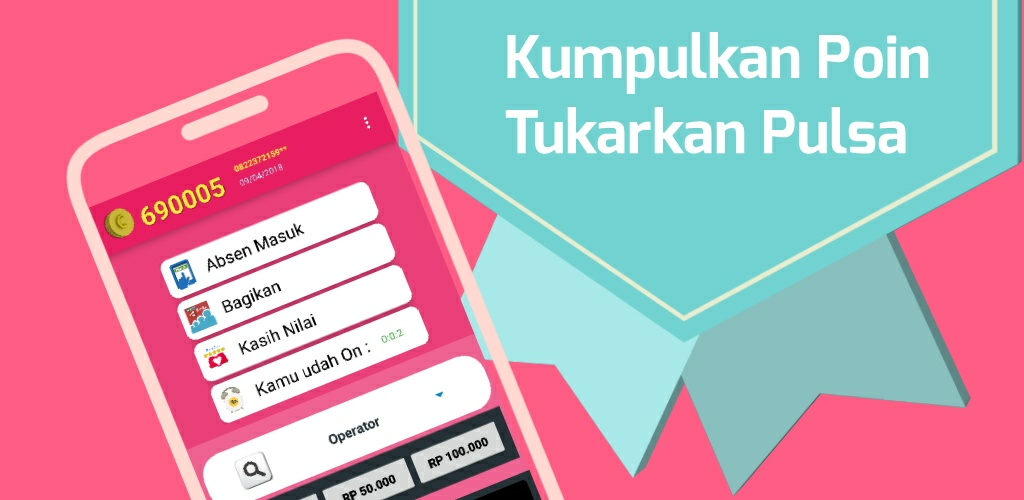 Kumpulkan Poin
Tukarkan Pulsa
690005
0822372159**
09/04/2018
Absen Masuk
Bagikan
Kasih Nilai
Kamu udah On : 0:0:2
Operator
RP 50.000
RP 100.000